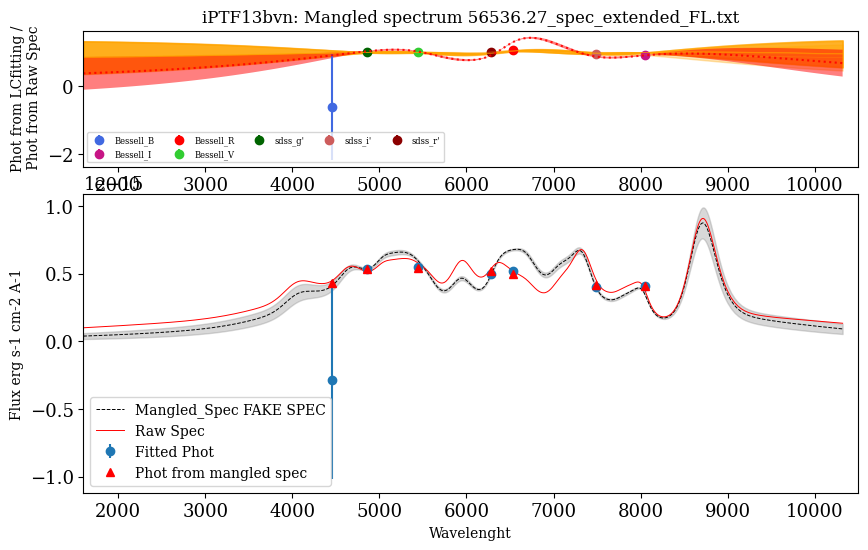 iPTF13bvn: Mangled spectrum 56536.27_spec_extended_FL.txt
Phot from LCfitting /
Phot from Raw Spec
0
−2
Bessell_B
Bessell_R
sdss_g'
sdss_i'
sdss_r'
Bessell_I
Bessell_V
2000 3000 4000 5000 6000 7000 8000 9000 10000
Flux erg s-1 cm-2 A-1
1.0
0.5
0.0
−0.5
−1.0
Mangled_Spec FAKE SPEC
Raw Spec
Fitted Phot
Phot from mangled spec
2000 3000 4000 5000 6000 7000 8000 9000 10000
Wavelenght